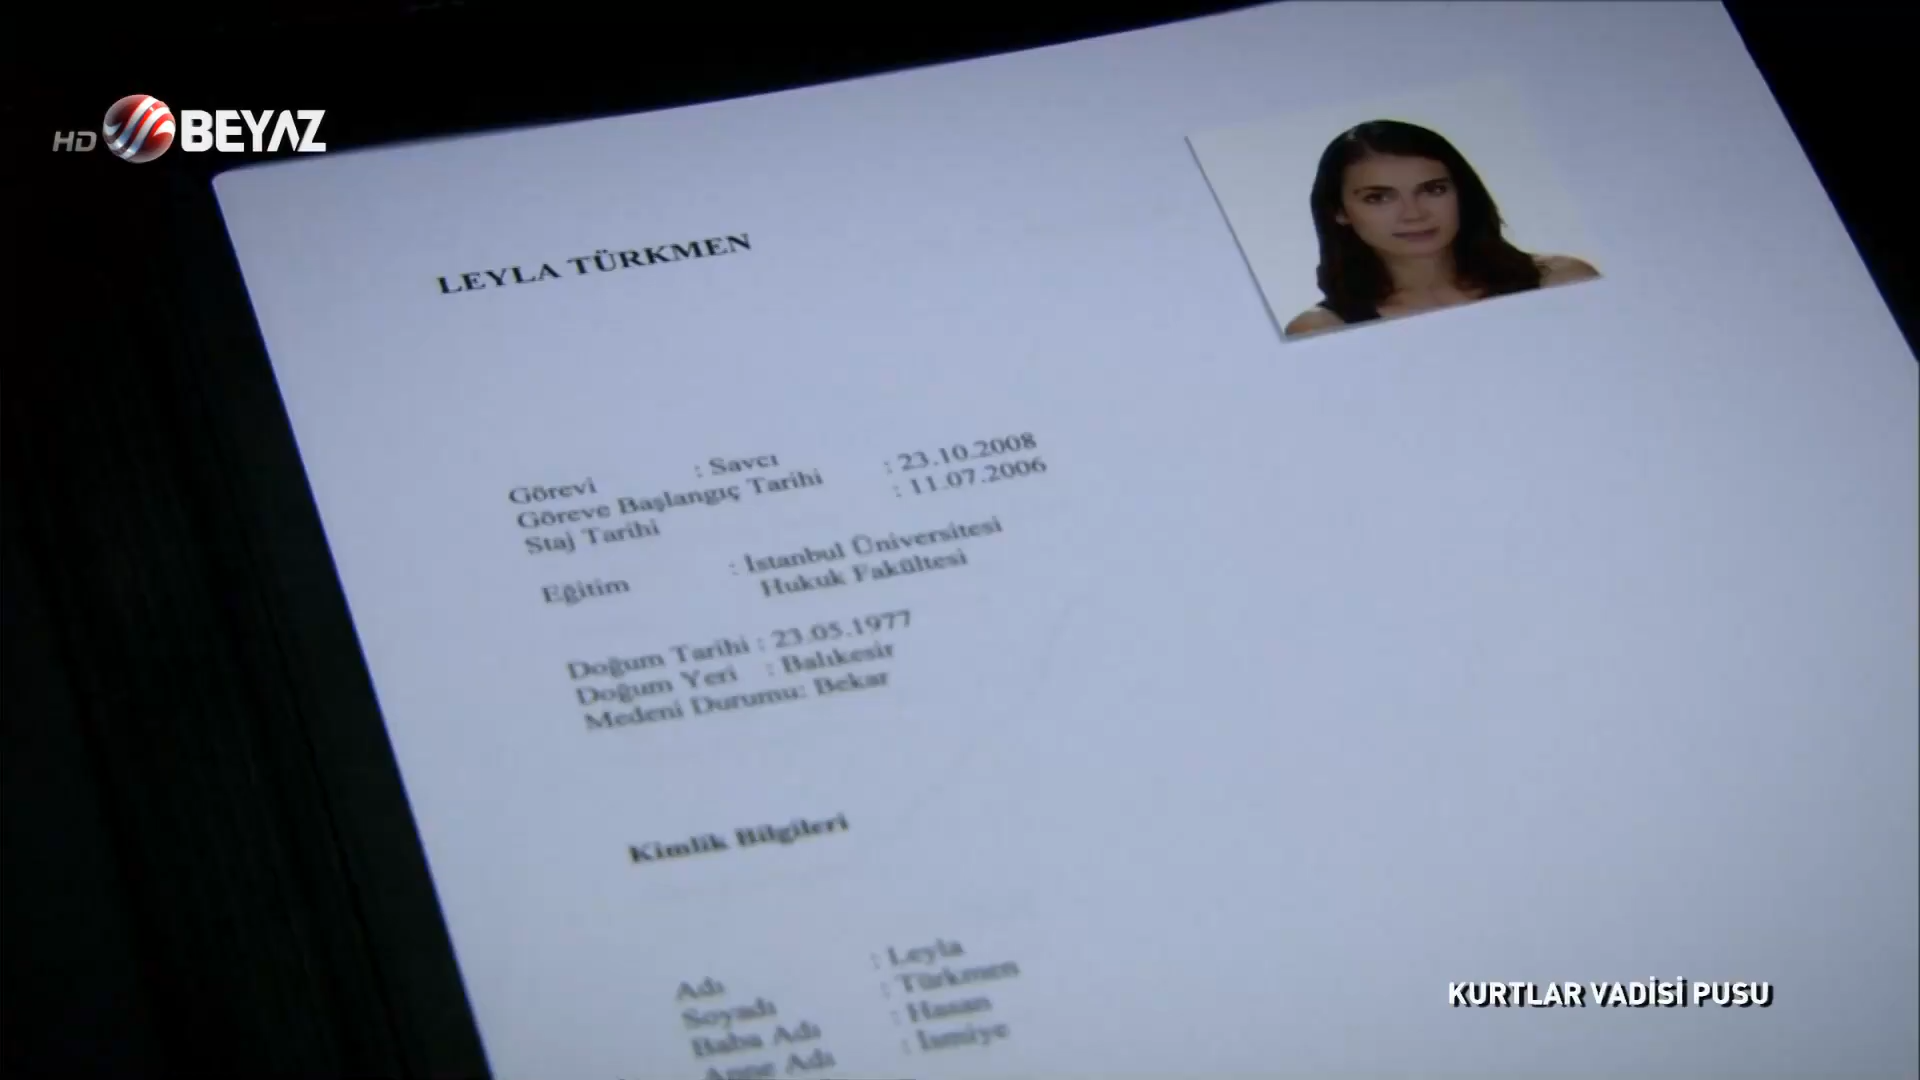 HD BEYAZ
LEYLA TÜRKMEN
Görevi : Savcı
Göreve Başlangıç Tarihi : 23.10.2008
Staj Tarihi : 11.07.2006
Eğitim : İstanbul Üniversitesi
Hukuk Fakültesi
Doğum Tarihi : 23.05.1977
Doğum Yeri : Balıkesir
Medeni Durumu: Bekar
Kimlik Bilgileri
Adı : Leyla
Soyadı : Türkmen
Baba Adı : Hasan
Anne Adı : Ismiye
KURTLAR VADİSİ PUSU